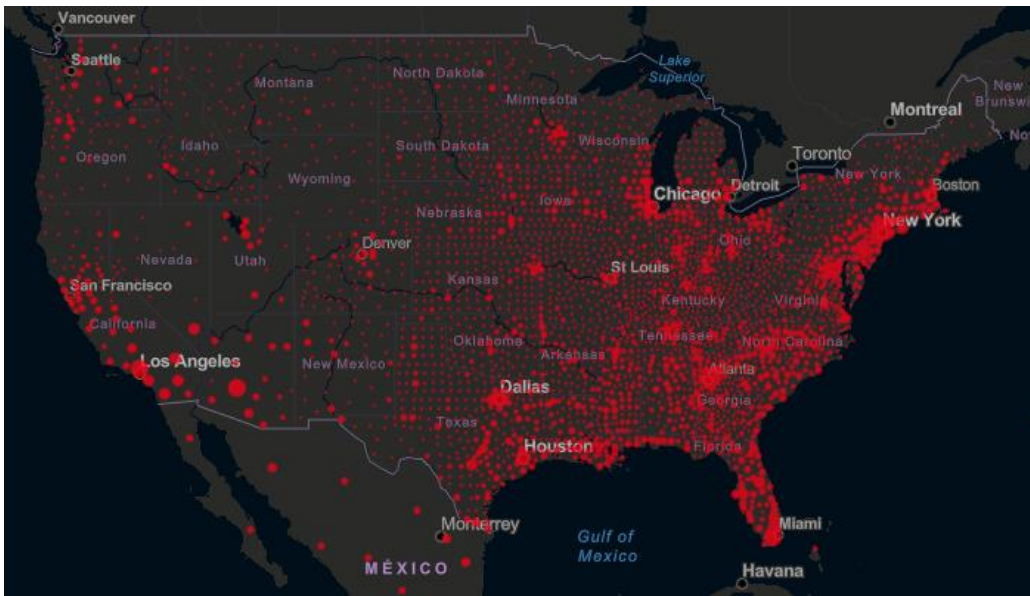 Vancouver
Seattle
Montana
North Dakota
Lake
Superior
Minnesota
Montreal
New
Brunswi
No
Oregon
Idaho
South Dakota
Wisconsin
Toronto
Wyoming
Chicago
Detroit
New York
Boston
Nebraska
Iowa
New York
Nevada
Utah
Denver
Ohio
San Francisco
Kansas
St Louis
California
Kentucky
Virginia
Los Angeles
New Mexico
Oklahoma
Arkansas
Tennessee
North Carolina
Dallas
Atlanta
Georgia
Texas
Houston
Florida
Monterrey
Gulf of
Mexico
Miami
MÉXICO
Havana